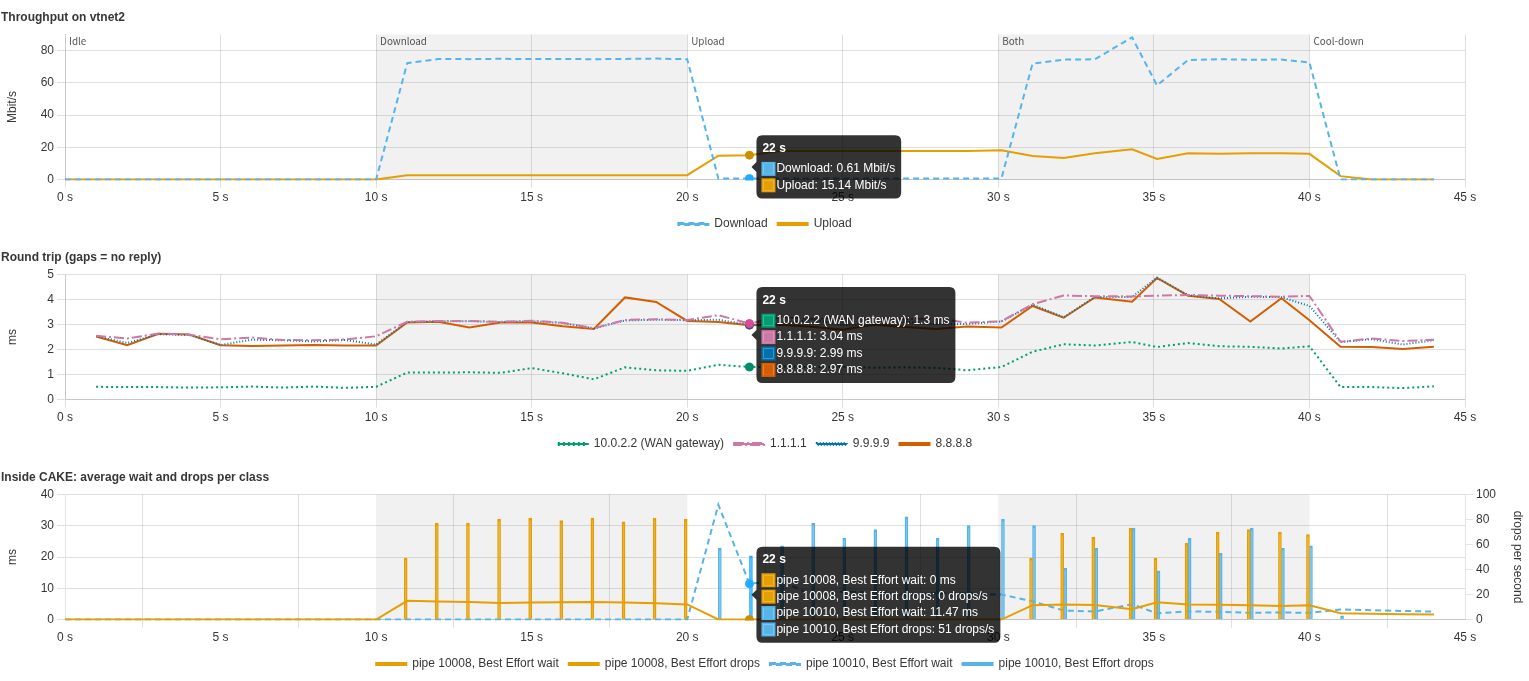 Throughput on vtnet2
Idle Download Upload Both Cool-down
80
60
40
20
0
Mbit/s
22 s
Download: 0.61 Mbit/s
Upload: 15.14 Mbit/s
0 s 5 s 10 s 15 s 20 s 25 s 30 s 35 s 40 s 45 s
Download Upload
Round trip (gaps = no reply)
5
4
3
2
1
0
ms
22 s
10.0.2.2 (WAN gateway): 1.3 ms
1.1.1.1: 3.04 ms
9.9.9.9: 2.99 ms
8.8.8.8: 2.97 ms
0 s 5 s 10 s 15 s 20 s 25 s 30 s 35 s 40 s 45 s
10.0.2.2 (WAN gateway) 1.1.1.1 9.9.9.9 8.8.8.8
Inside CAKE: average wait and drops per class
40
30
20
10
0
ms
22 s
pipe 10008, Best Effort wait: 0 ms
pipe 10008, Best Effort drops: 0 drops/s
pipe 10010, Best Effort wait: 11.47 ms
pipe 10010, Best Effort drops: 51 drops/s
100
80
60
40
20
0
drops per second
0 s 5 s 10 s 15 s 20 s 25 s 30 s 35 s 40 s 45 s
pipe 10008, Best Effort wait pipe 10008, Best Effort drops pipe 10010, Best Effort wait pipe 10010, Best Effort drops